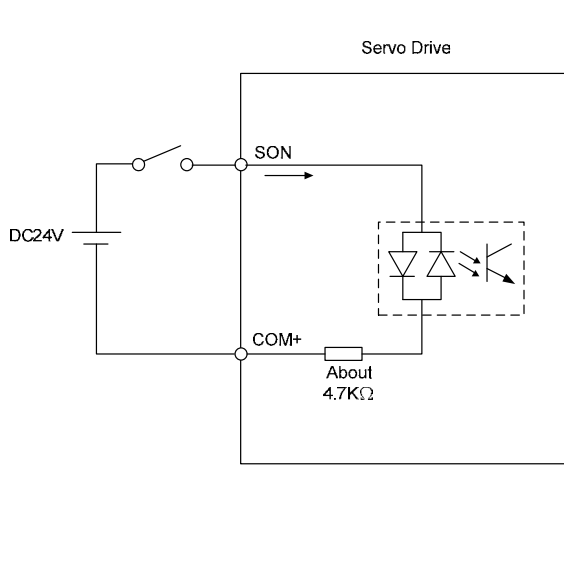 Servo Drive
SON
DC24V
COM+
About
4.7KΩ